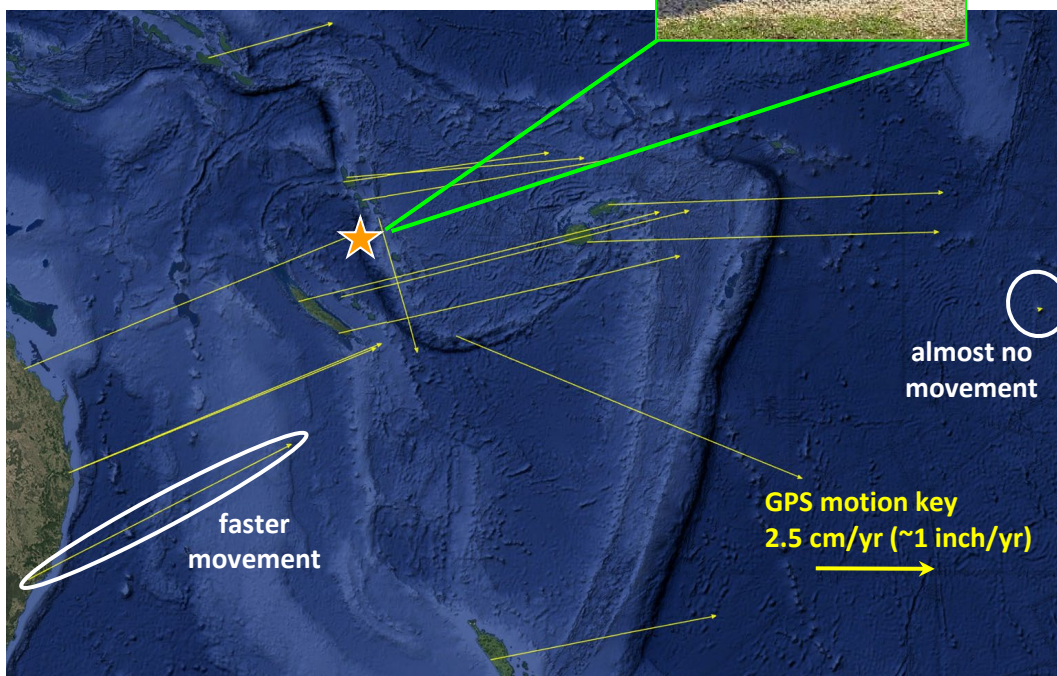 almost no
movement
faster
movement
GPS motion key
2.5 cm/yr (~1 inch/yr)